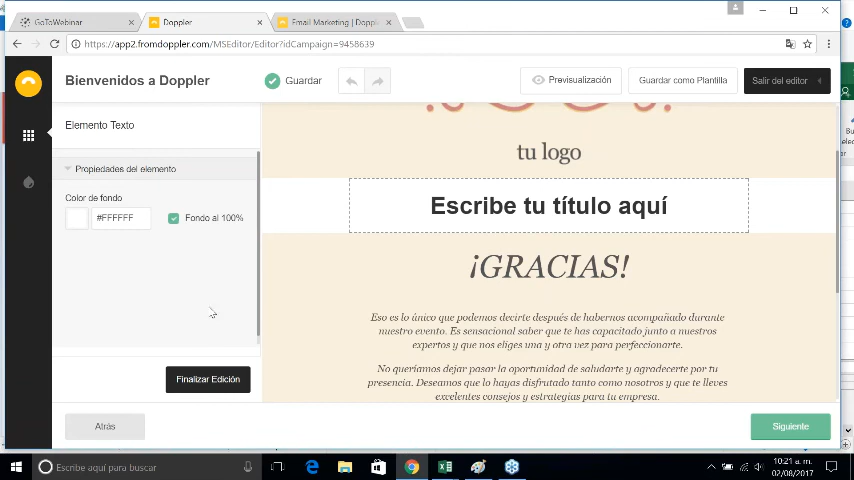 GoToWebinar
Doppler
Email Marketing | Dopple
https://app2.fromdoppler.com/MSEditor/Editor?idCampaign=9458639
Bienvenidos a Doppler
Guardar
Previsualización
Guardar como Plantilla
Salir del editor
Elemento Texto
Propiedades del elemento
Color de fondo
#FFFFFF
Fondo al 100%
Finalizar Edición
Atrás
tu logo
Escribe tu título aquí
¡GRACIAS!
Eso es lo único que podemos decirte después de habernos acompañado durante
nuestro evento. Es sensacional saber que te has capacitado junto a nuestros
expertos y que nos eliges una y otra vez para perfeccionarte.
No queríamos dejar pasar la oportunidad de saludarte y agradecerte por tu
presencia. Deseamos que lo hayas disfrutado tanto como nosotros y que te lleves
excelentes consejos y estrategias para tu empresa.
Siguiente
Escribe aquí para buscar
10:21 a. m.
02/08/2017